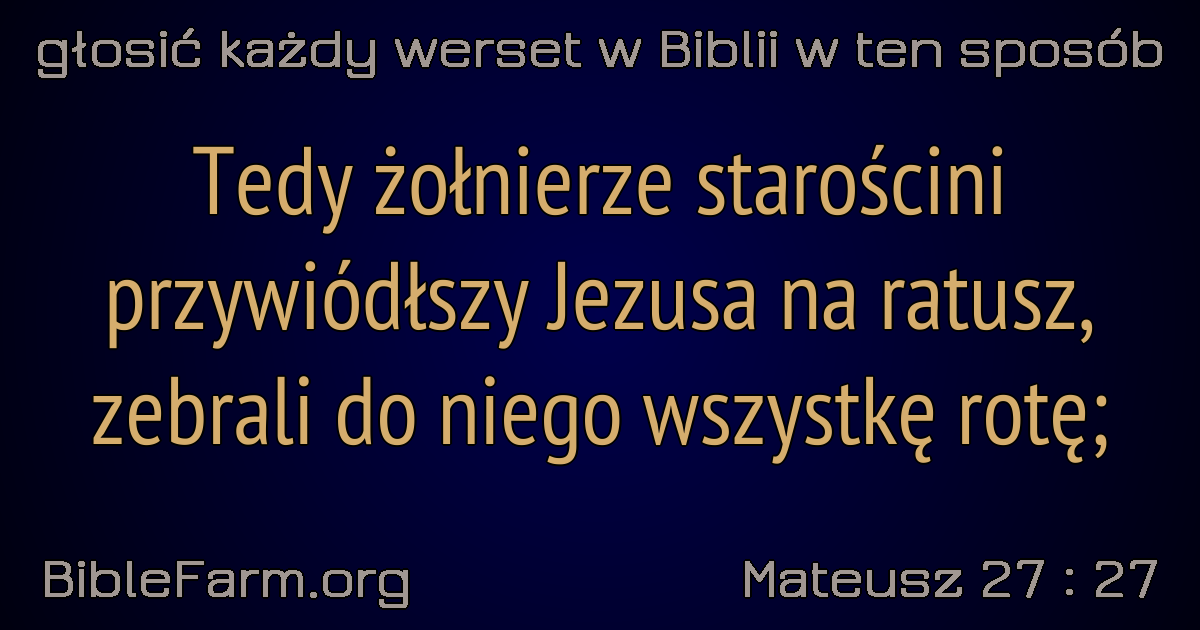 głosić każdy werset w Biblii w ten sposób
Tedy żołnierze starościni
przywiódłszy Jezusa na ratusz,
zebrali do niego wszystkę rotę;
BibleFarm.org
Mateusz 27 : 27